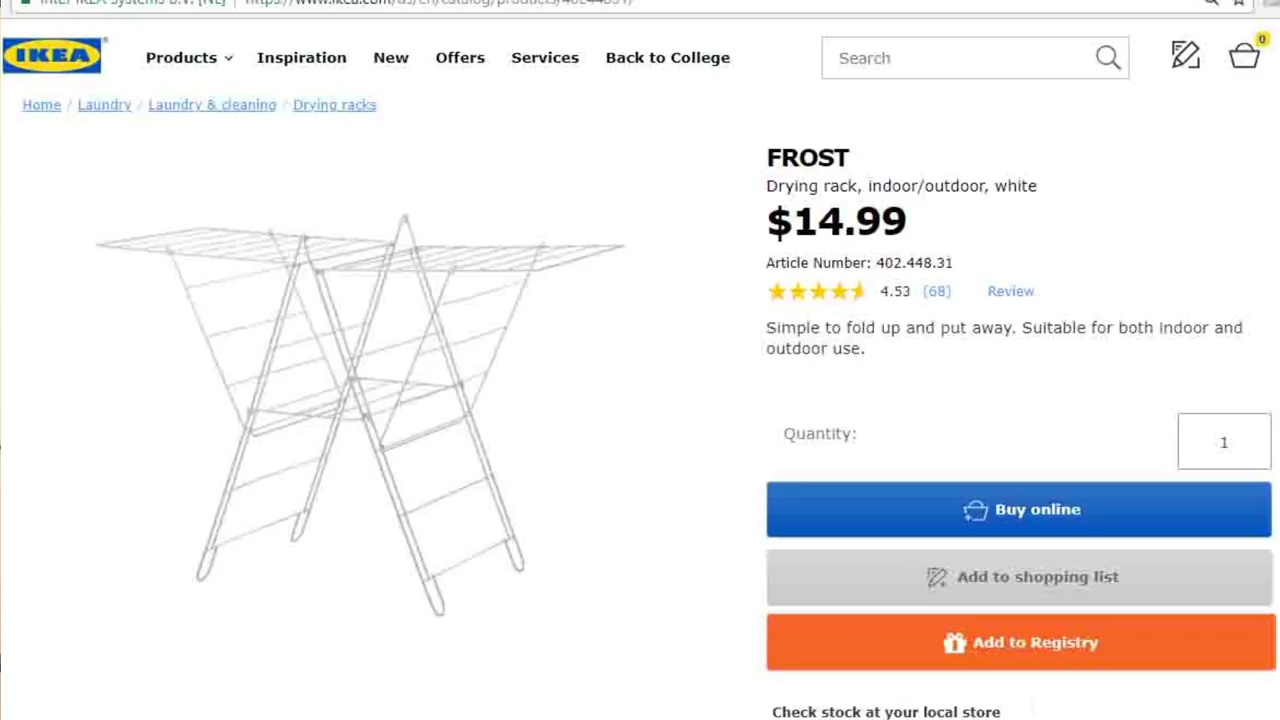 IKEA
Products
Inspiration
New
Offers
Services
Back to College
Search
0
Home / Laundry / Laundry & cleaning / Drying racks
FROST
Drying rack, indoor/outdoor, white
$14.99
Article Number: 402.448.31
4.53 (68) Review
Simple to fold up and put away. Suitable for both indoor and
outdoor use.
Quantity:
1
Buy online
Add to shopping list
Add to Registry
Check stock at your local store